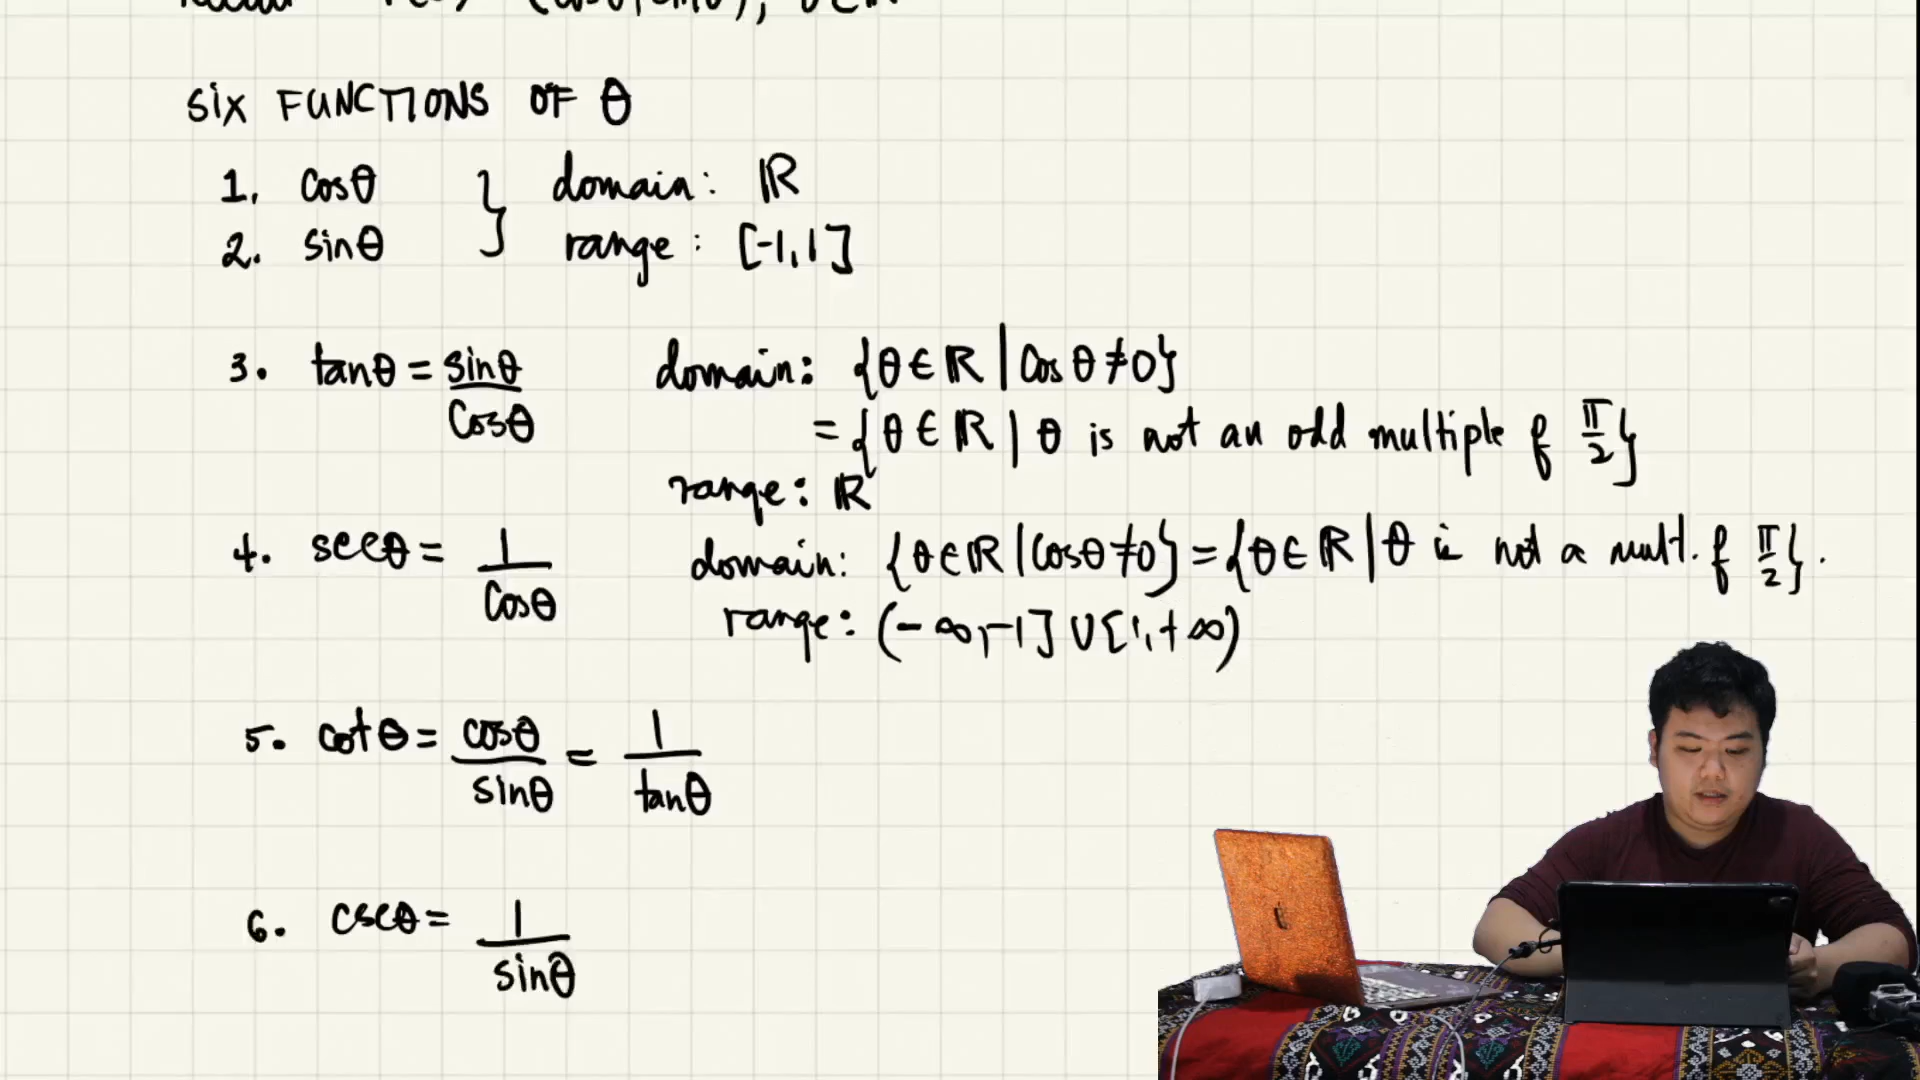 SIX FUNCTIONS OF θ
1. cosθ } domain: ℝ
2. sinθ range: [-1,1]
3. tanθ = sinθ/cosθ domain: {θ∈ℝ | cosθ≠0}
= {θ∈ℝ | θ is not an odd multiple of π/2}
range: ℝ
4. secθ = 1/cosθ domain: {θ∈ℝ | cosθ≠0} = {θ∈ℝ | θ is not a mult. of π/2}.
range: (-∞,-1]∪[1,+∞)
5. cotθ = cosθ/sinθ = 1/tanθ
6. cscθ = 1/sinθ